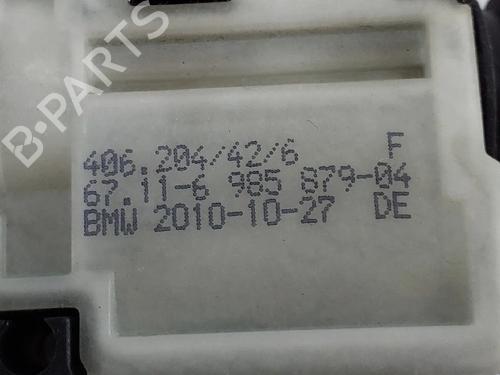 B-PARTS
406.204/42/6 F
67.11-6 985 879-04
BMW 2010-10-27 DE